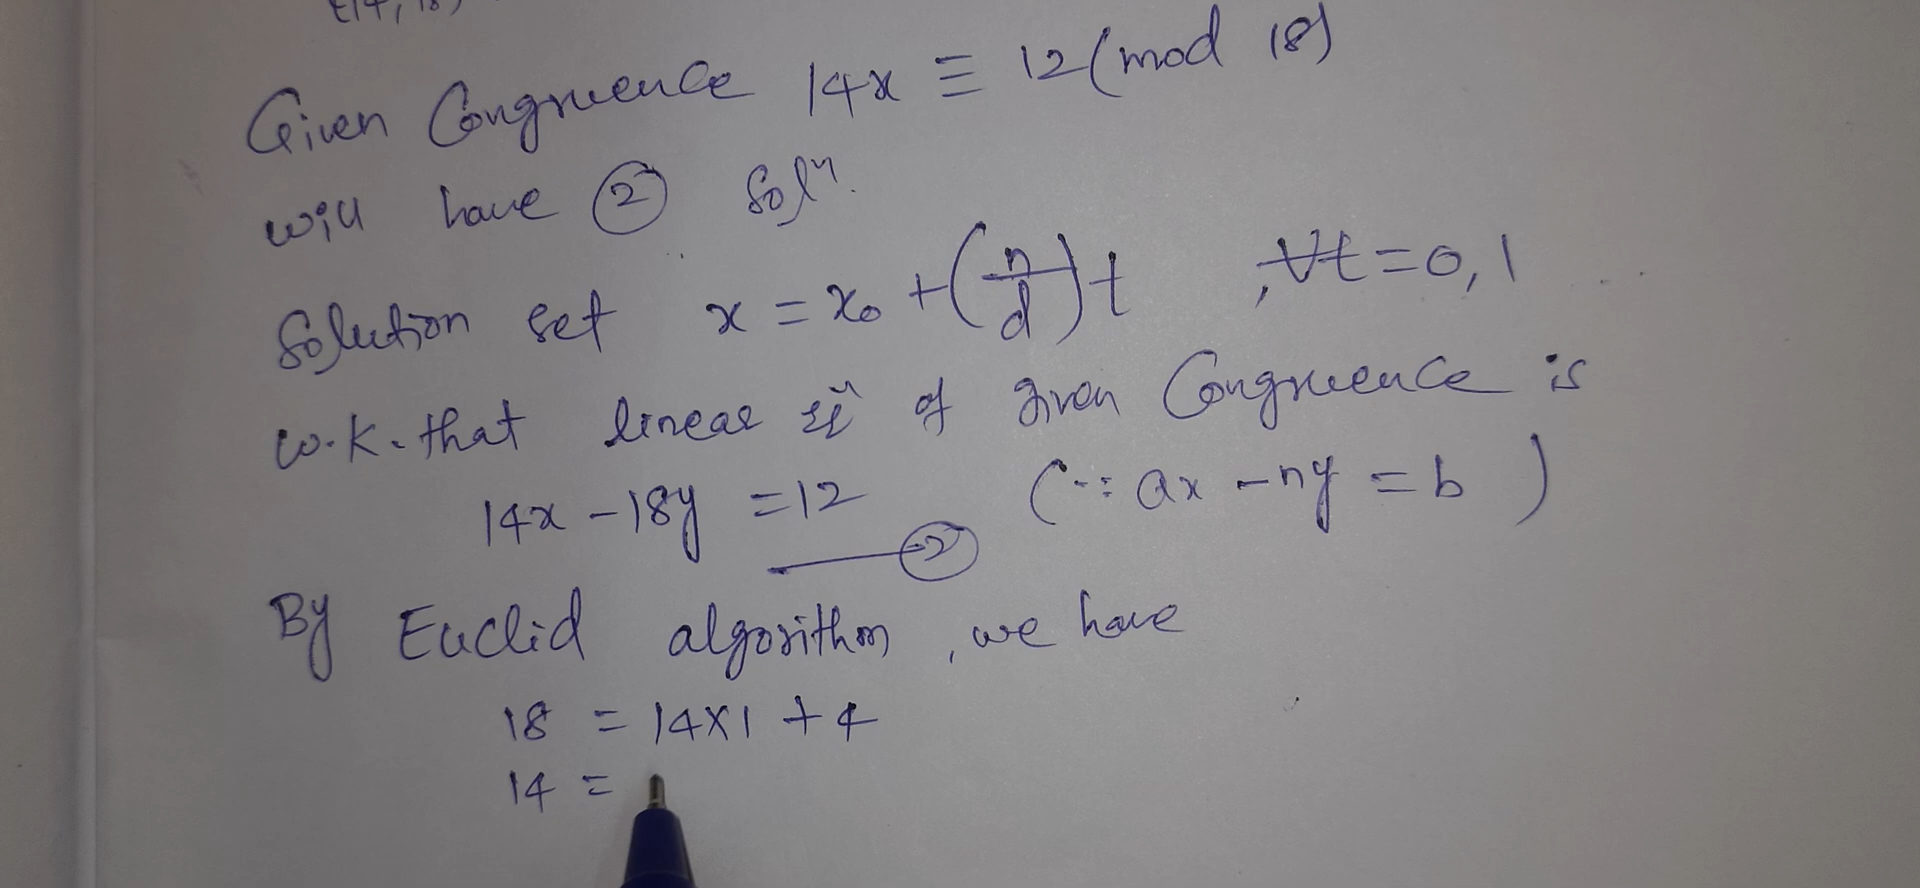 Given Congruence 14x ≡ 12 (mod 18)
will have ② Solⁿ.
Solution set x = x₀ + (n/d)t , ∀t = 0, 1
W.K. that linear eqⁿ of given Congruence is
14x - 18y = 12 (∵ ax - ny = b)
②
By Euclid algorithm, we have
18 = 14×1 + 4
14 =